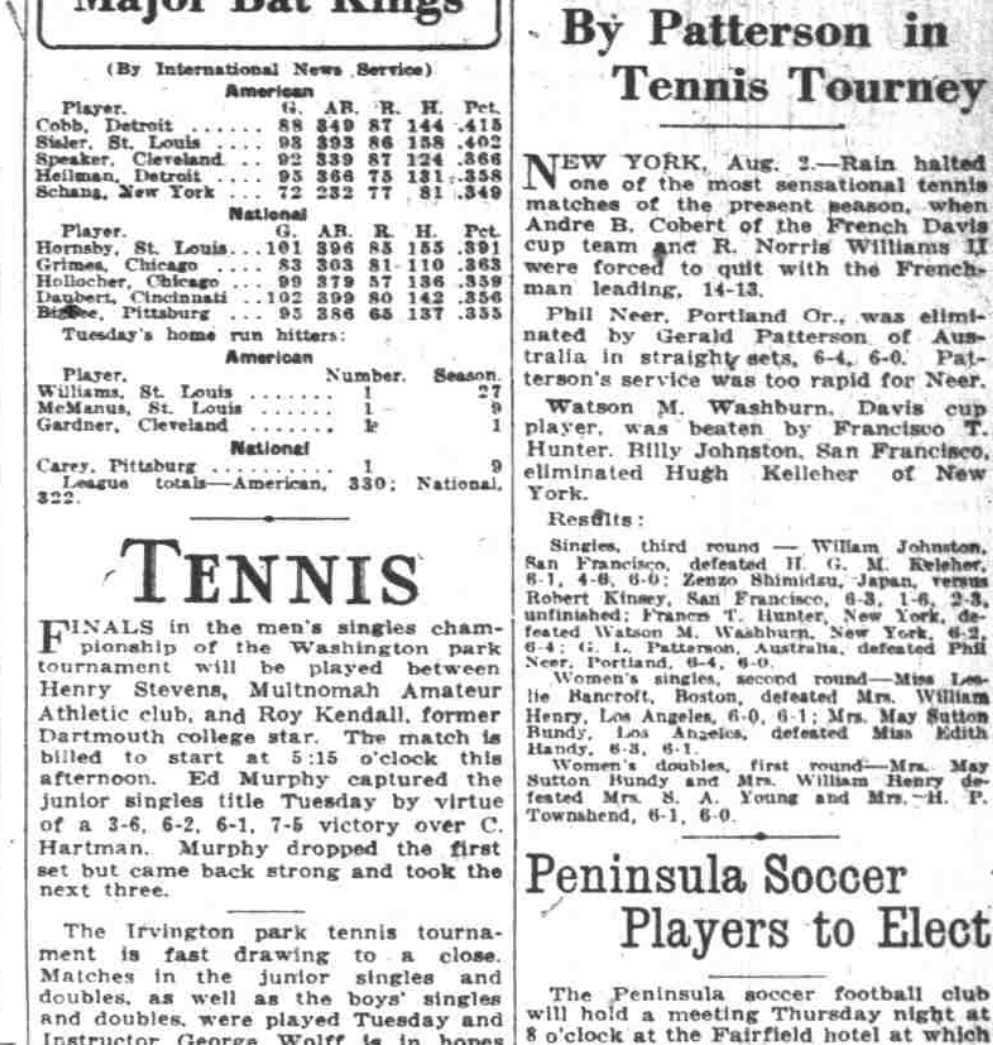 Major Bat Kings
(By International News Service)
American
Player. G. AB. R. H. Pct.
Cobb, Detroit ...... 88 349 87 144 .415
Sisler, St. Louis .... 93 393 86 158 .402
Speaker, Cleveland .. 92 339 87 124 .366
Heilman, Detroit .... 95 366 75 131 .358
Schang, New York ... 72 232 77 81 .349
National
Player. G. AB. R. H. Pct.
Hornsby, St. Louis... 101 396 85 155 .391
Grimes, Chicago .... 83 303 81 110 .363
Hollocher, Chicago .. 99 379 57 136 .359
Daubert, Cincinnati ..102 399 80 142 .356
Pittsburg ... 95 386 65 137 .355
Tuesday's home run hitters:
American
Player. Number. Season.
Williams, St. Louis ....... 1 27
McManus, St. Louis ...... 1 9
Gardner, Cleveland ....... 1 1
National
Carey, Pittsburg .......... 1 9
League totals—American, 330; National,
322.
TENNIS
FINALS in the men's singles cham-
pionship of the Washington park
tournament will be played between
Henry Stevens, Multnomah Amateur
Athletic club, and Roy Kendall, former
Dartmouth college star. The match is
billed to start at 5:15 o'clock this
afternoon. Ed Murphy captured the
junior singles title Tuesday by virtue
of a 3-6, 6-2, 6-1, 7-5 victory over C.
Hartman. Murphy dropped the first
set but came back strong and took the
next three.
The Irvington park tennis tourna-
ment is fast drawing to a close.
Matches in the junior singles and
doubles, as well as the boys' singles
and doubles, were played Tuesday and
Instructor George Wolff is in hopes
By Patterson in
Tennis Tourney
NEW YORK, Aug. 2.—Rain halted
one of the most sensational tennis
matches of the present season, when
Andre B. Cobert of the French Davis
cup team and R. Norris Williams II
were forced to quit with the French-
man leading, 14-13.
Phil Neer, Portland Or., was elimi-
nated by Gerald Patterson of Aus-
tralia in straight sets, 6-4, 6-0. Pat-
terson's service was too rapid for Neer.
Watson M. Washburn, Davis cup
player, was beaten by Francisco T.
Hunter. Billy Johnston, San Francisco,
eliminated Hugh Kelleher of New
York.
Results:
Singles, third round — William Johnston,
San Francisco, defeated H. G. M. Keleher,
6-1, 4-6, 6-0; Zenzo Shimidzu, Japan, versus
Robert Kinsey, San Francisco, 6-3, 1-6, 2-3,
unfinished; Francis T. Hunter, New York, de-
feated Watson M. Washburn, New York, 6-2,
6-4; G. L. Patterson, Australia, defeated Phil
Neer, Portland, 6-4, 6-0.
Women's singles, second round—Miss Les-
lie Bancroft, Boston, defeated Mrs. William
Henry, Los Angeles, 6-0, 6-1; Mrs. May Sutton
Bundy, Los Angeles, defeated Miss Edith
Handy, 6-3, 6-1.
Women's doubles, first round—Mrs. May
Sutton Bundy and Mrs. William Henry de-
feated Mrs. S. A. Young and Mrs. H. P.
Townshend, 6-1, 6-0.
Peninsula Soccer
Players to Elect
The Peninsula soccer football club
will hold a meeting Thursday night at
8 o'clock at the Fairfield hotel at which